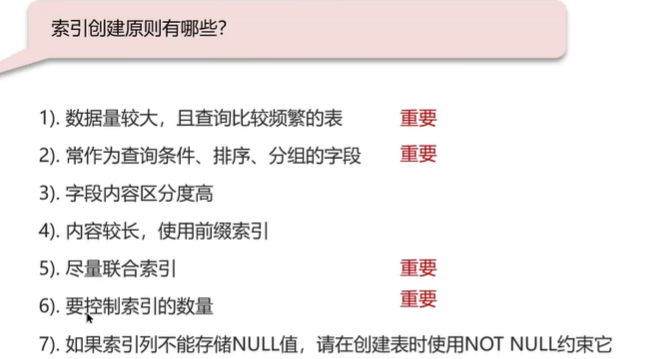 索引创建原则有哪些？
1). 数据量较大，且查询比较频繁的表 重要
2). 常作为查询条件、排序、分组的字段 重要
3). 字段内容区分度高
4). 内容较长，使用前缀索引
5). 尽量联合索引 重要
6). 要控制索引的数量 重要
7). 如果索引列不能存储NULL值，请在创建表时使用NOT NULL约束它